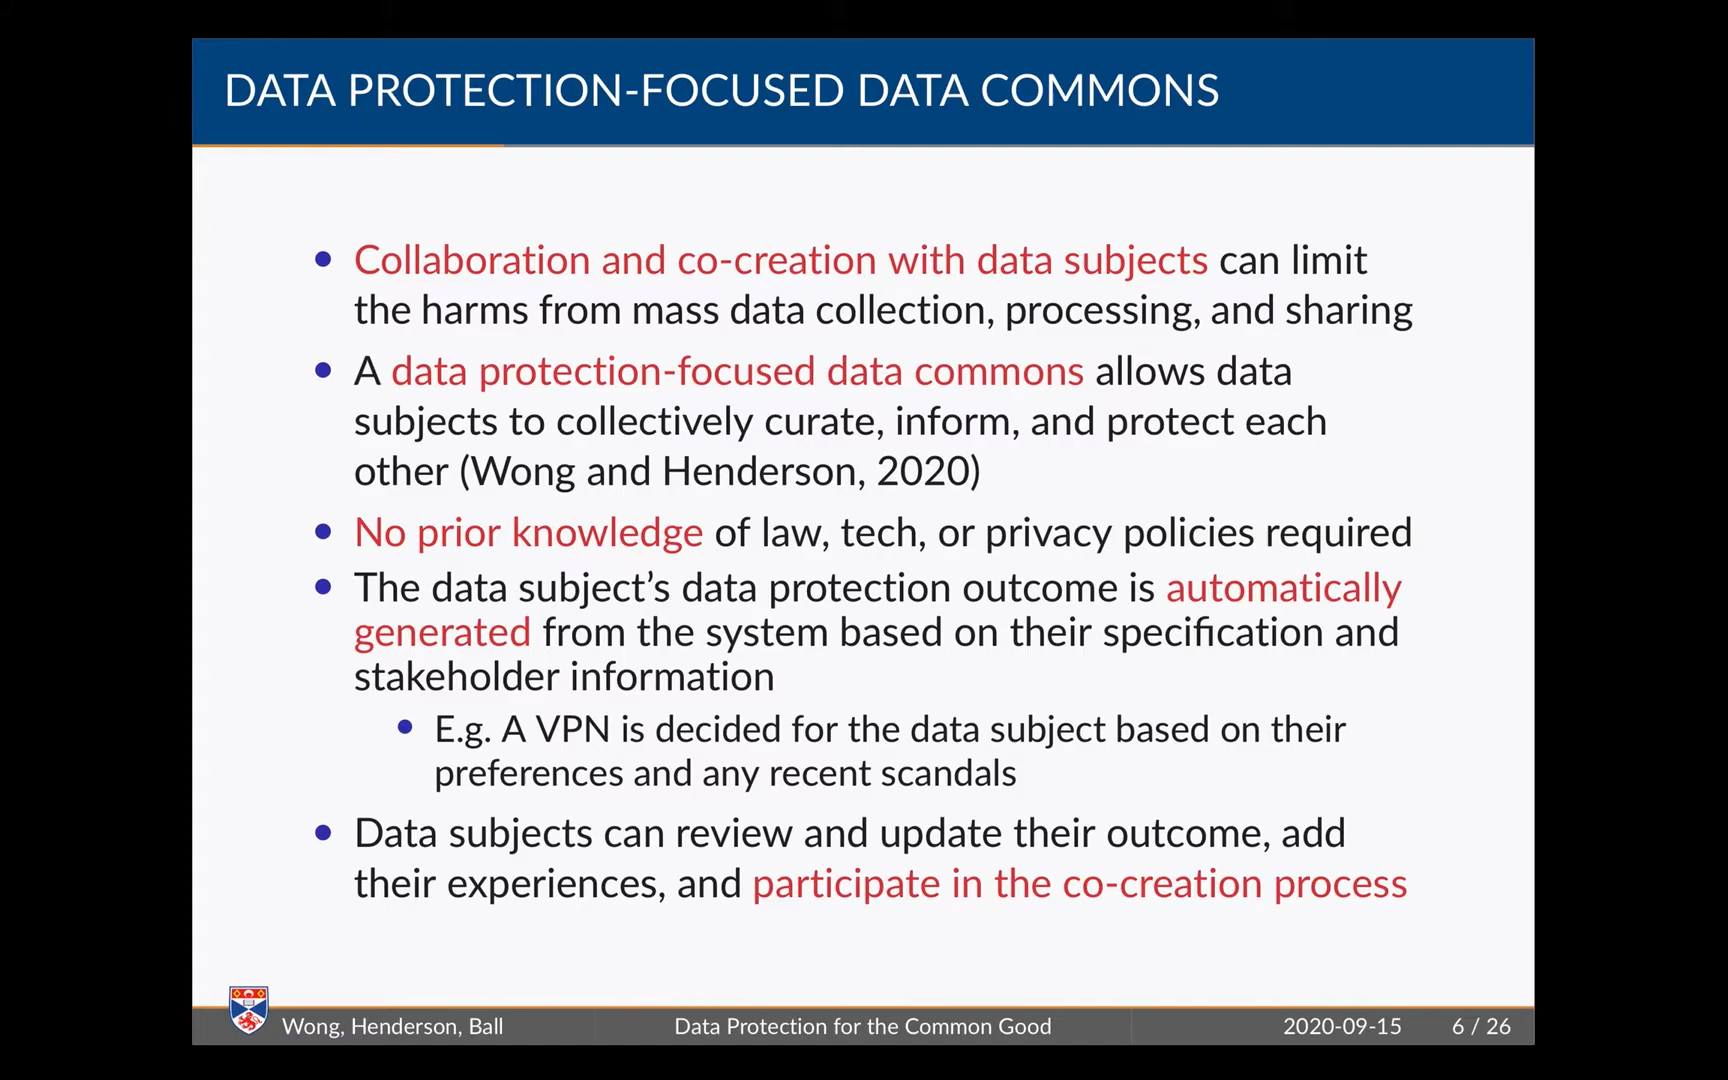 DATA PROTECTION-FOCUSED DATA COMMONS
• Collaboration and co-creation with data subjects can limit
the harms from mass data collection, processing, and sharing
• A data protection-focused data commons allows data
subjects to collectively curate, inform, and protect each
other (Wong and Henderson, 2020)
• No prior knowledge of law, tech, or privacy policies required
• The data subject’s data protection outcome is automatically
generated from the system based on their specification and
stakeholder information
• E.g. A VPN is decided for the data subject based on their
preferences and any recent scandals
• Data subjects can review and update their outcome, add
their experiences, and participate in the co-creation process
Wong, Henderson, Ball Data Protection for the Common Good 2020-09-15 6 / 26